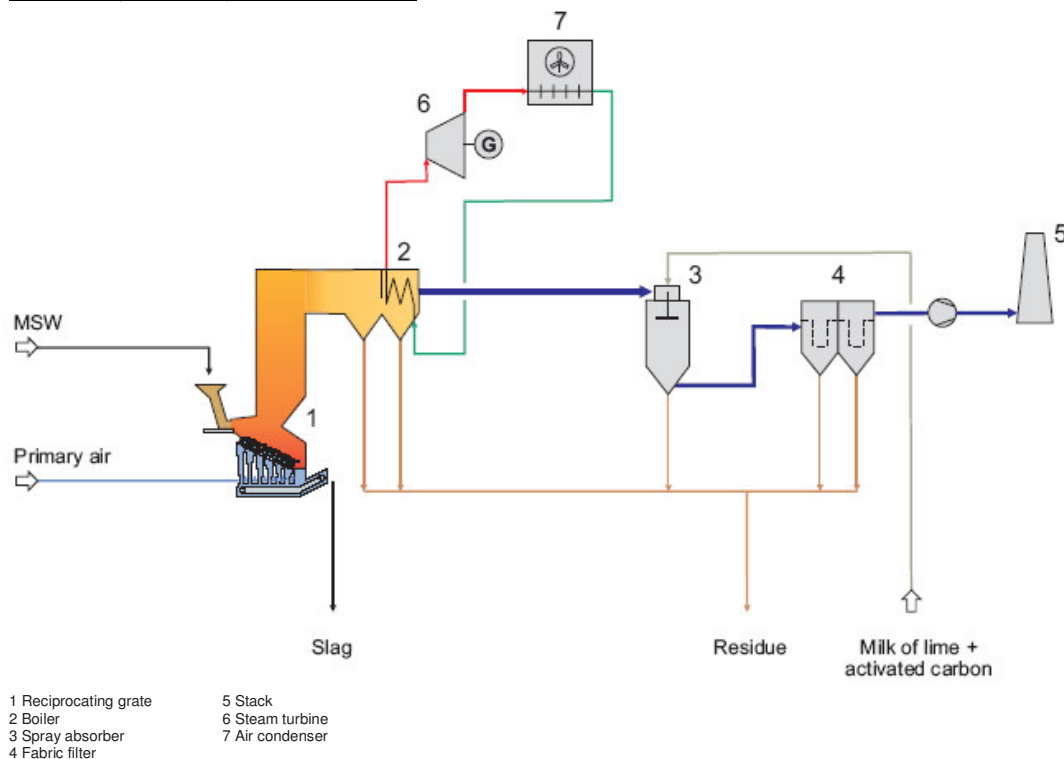 7
6
G
2
5
3
4
MSW
1
Primary air
Slag
Residue
Milk of lime +
activated carbon
1 Reciprocating grate
5 Stack
2 Boiler
6 Steam turbine
3 Spray absorber
7 Air condenser
4 Fabric filter